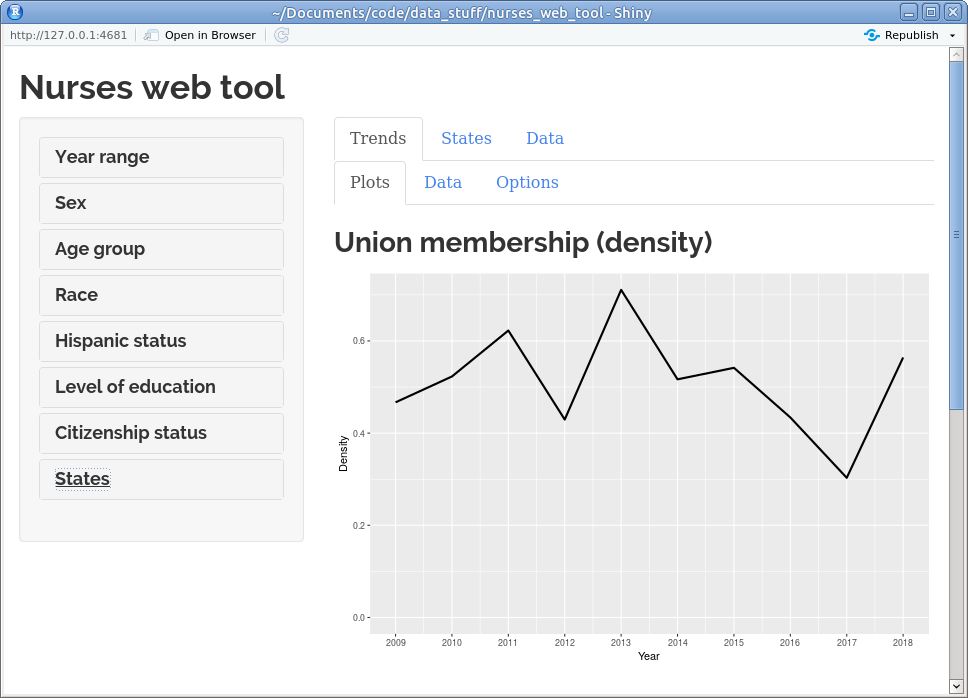 ~/Documents/code/data_stuff/nurses_web_tool - Shiny
http://127.0.0.1:4681 Open in Browser Republish
Nurses web tool
Year range
Sex
Age group
Race
Hispanic status
Level of education
Citizenship status
States
Trends States Data
Plots Data Options
Union membership (density)
Density
0.6
0.4
0.2
0.0
2009 2010 2011 2012 2013 2014 2015 2016 2017 2018
Year